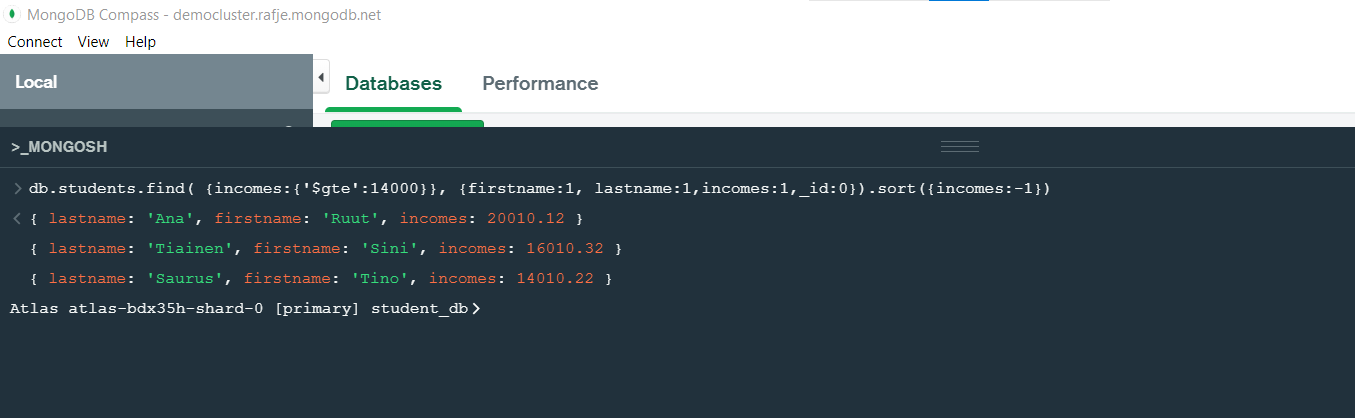 MongoDB Compass - democluster.rafje.mongodb.net
Connect View Help
Local
Databases Performance
>_MONGOSH
> db.students.find( {incomes:{'$gte':14000}}, {firstname:1, lastname:1,incomes:1,_id:0}).sort({incomes:-1})
< { lastname: 'Ana', firstname: 'Ruut', incomes: 20010.12 }
{ lastname: 'Tiainen', firstname: 'Sini', incomes: 16010.32 }
{ lastname: 'Saurus', firstname: 'Tino', incomes: 14010.22 }
Atlas atlas-bdx35h-shard-0 [primary] student_db>